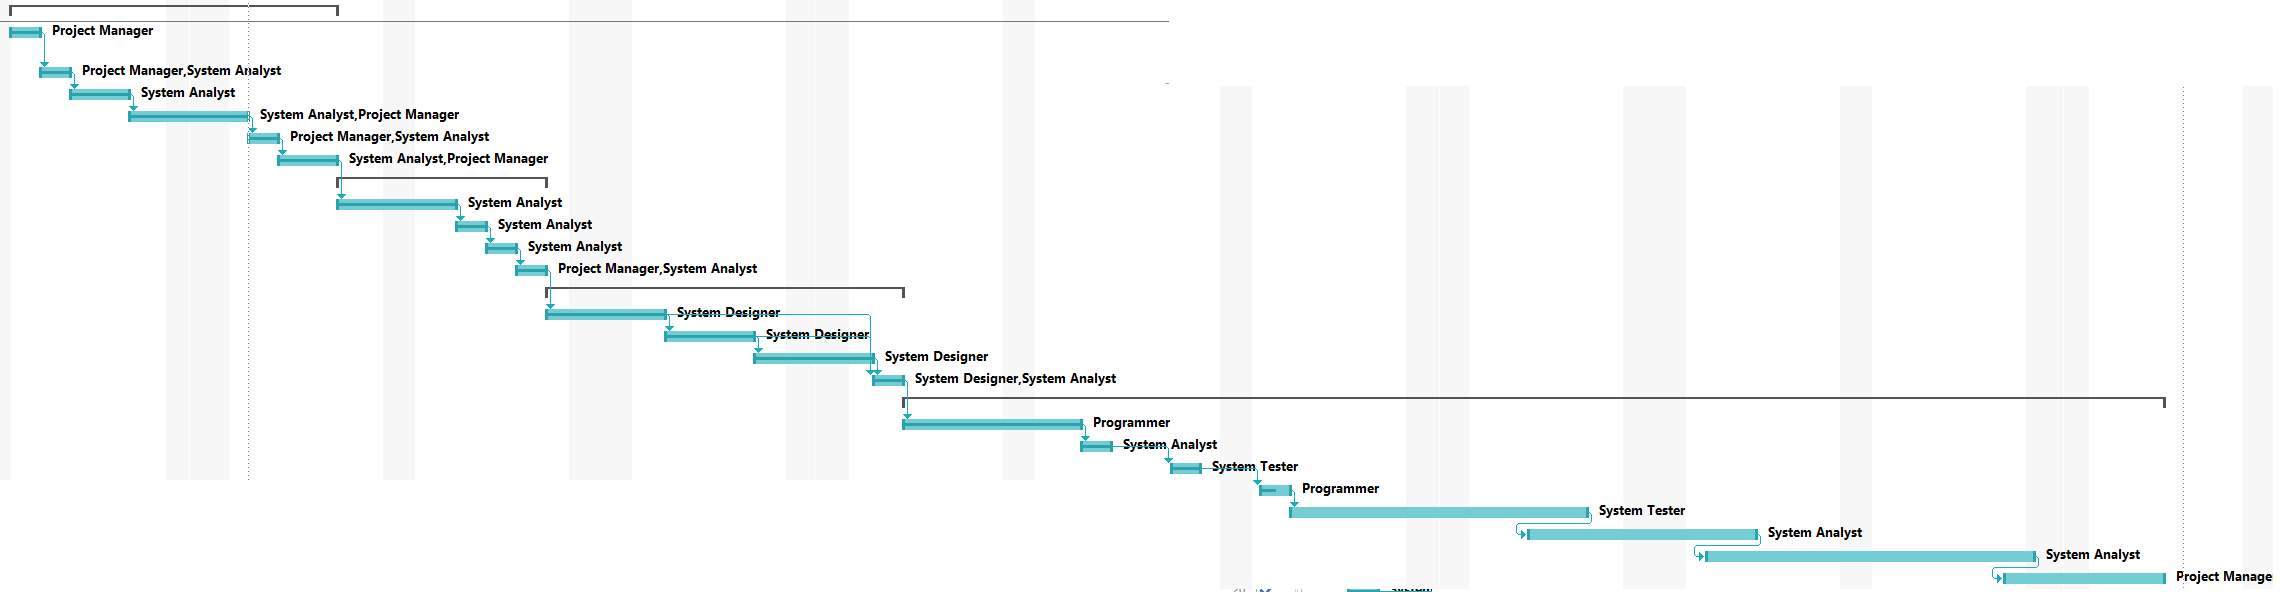 Project Manager
Project Manager,System Analyst
System Analyst
System Analyst,Project Manager
Project Manager,System Analyst
System Analyst,Project Manager
System Analyst
System Analyst
System Analyst
Project Manager,System Analyst
System Designer
System Designer
System Designer
System Designer,System Analyst
Programmer
System Analyst
System Tester
Programmer
System Tester
System Analyst
System Analyst
Project Manage